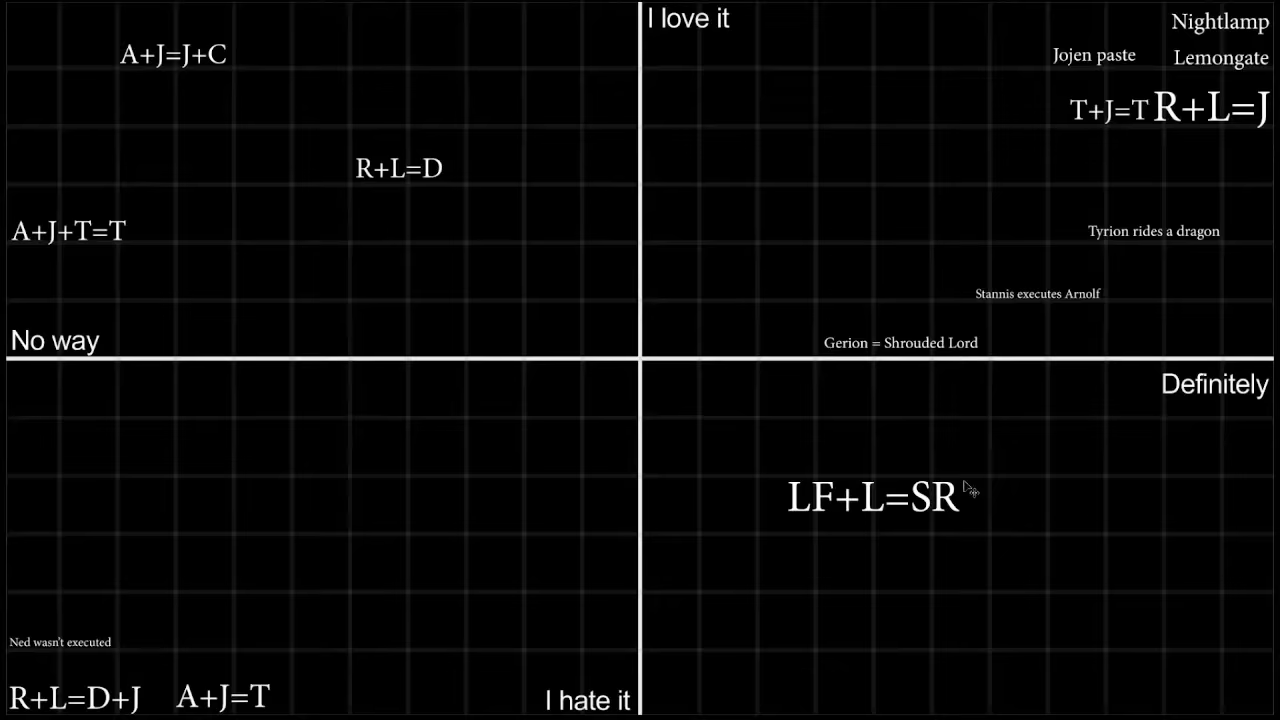 I love it
Nightlamp
A+J=J+C
Jojen paste
Lemongate
T+J=T
R+L=J
R+L=D
A+J+T=T
Tyrion rides a dragon
Stannis executes Arnolf
No way
Gerion = Shrouded Lord
Definitely
LF+L=SR
Ned wasn't executed
R+L=D+J
A+J=T
I hate it